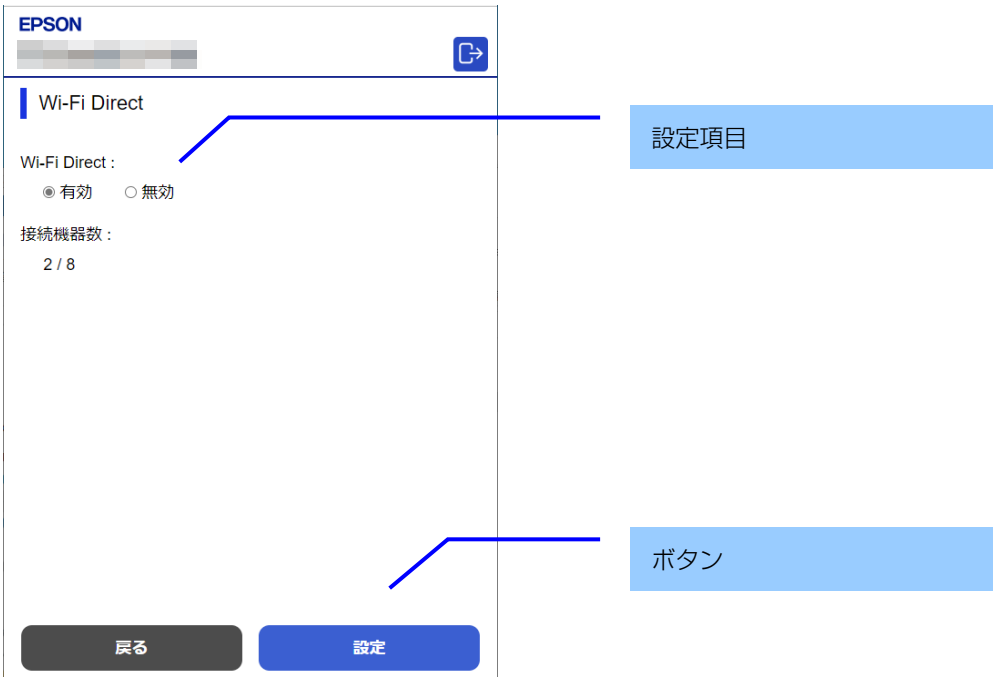 EPSON
Wi-Fi Direct
Wi-Fi Direct :
有効 無効
接続機器数 :
2 / 8
戻る 設定
設定項目
ボタン